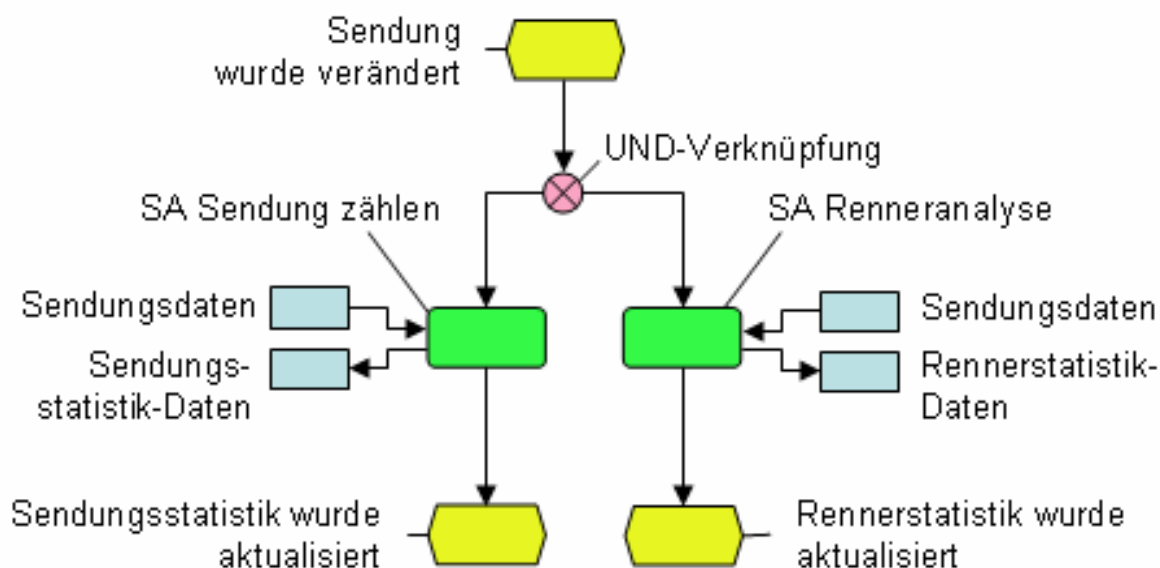 Sendung
wurde verändert
UND-Verknüpfung
SA Sendung zählen
SA Renneranalyse
Sendungsdaten
Sendungs-
statistik-Daten
Sendungsdaten
Rennerstatistik-
Daten
Sendungsstatistik wurde
aktualisiert
Rennerstatistik wurde
aktualisiert